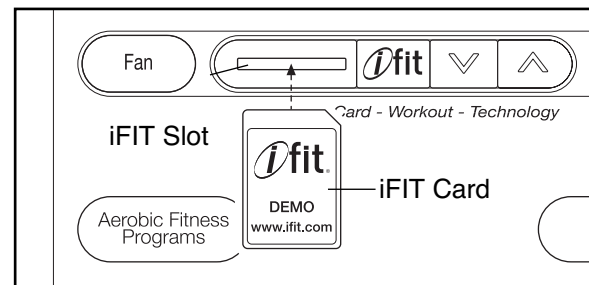 Fan
ifit
Card - Workout - Technology
iFIT Slot
ifit.
iFIT Card
DEMO
www.ifit.com
Aerobic Fitness
Programs